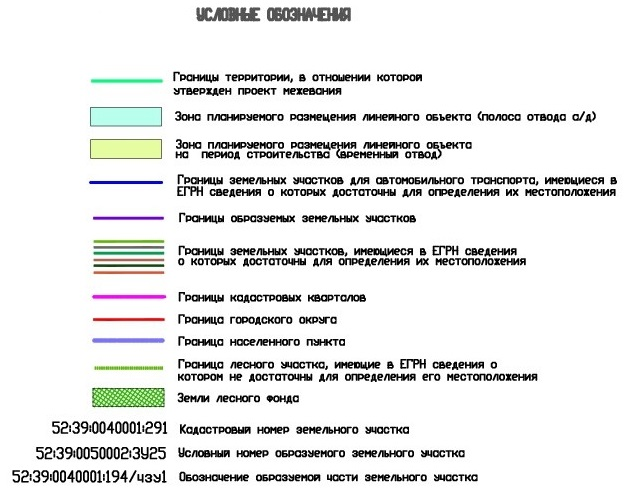 УСЛОВНЫЕ ОБОЗНАЧЕНИЯ
Границы территории, в отношении которой
утвержден проект межевания
Зона планируемого размещения линейного объекта (полоса отвода а/д)
Зона планируемого размещения линейного объекта
на период строительства (временный отвод)
Границы земельных участков для автомобильного транспорта, имеющиеся в
ЕГРН сведения о которых достаточны для определения их местоположения
Границы образуемых земельных участков
Границы земельных участков, имеющиеся в ЕГРН сведения
о которых достаточны для определения их местоположения
Границы кадастровых кварталов
Граница городского округа
Граница населенного пункта
Граница лесного участка, имеющие в ЕГРН сведения о
котором не достаточны для определения его местоположения
Земли лесного фонда
52:39:0040001:291 Кадастровый номер земельного участка
52:39:0050002:ЗУ25 Условный номер образуемого земельного участка
52:39:0040001:194/чзу1 Обозначение образуемой части земельного участка